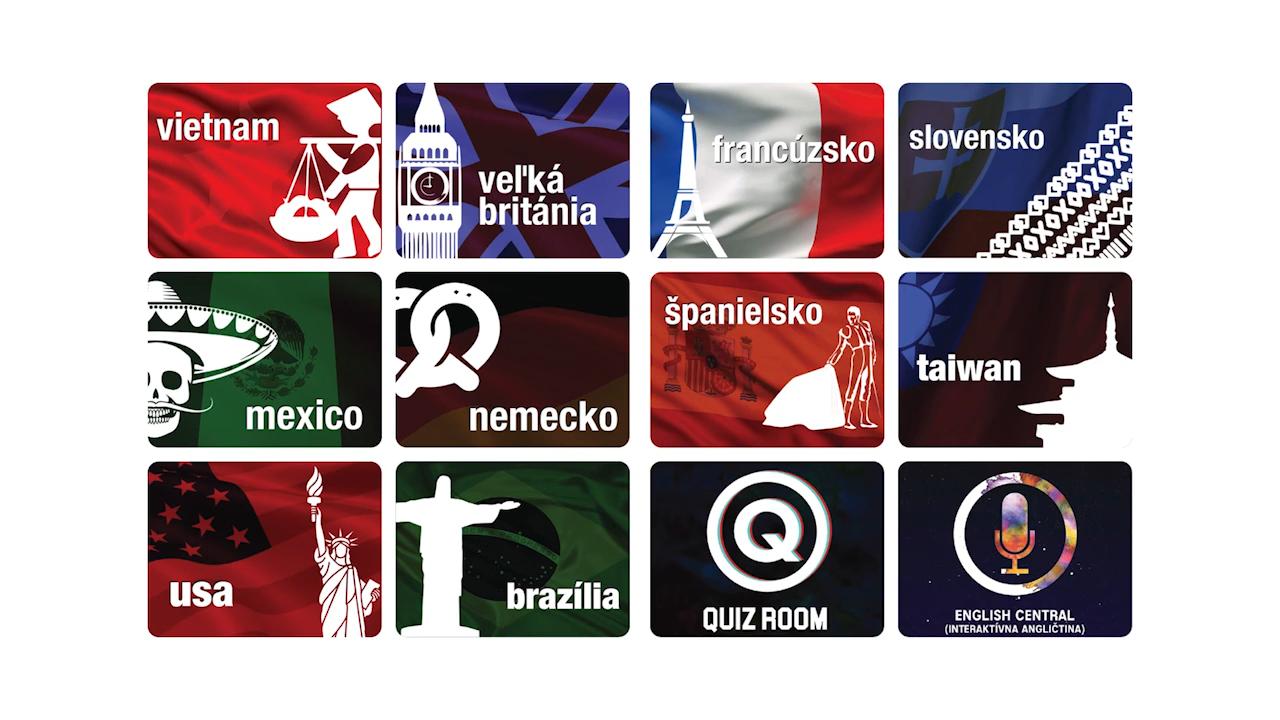 vietnam
veľká
británia
francúzsko
slovensko
mexico
nemecko
španielsko
taiwan
usa
brazília
Q
QUIZ ROOM
ENGLISH CENTRAL
(INTERAKTÍVNA ANGLIČTINA)